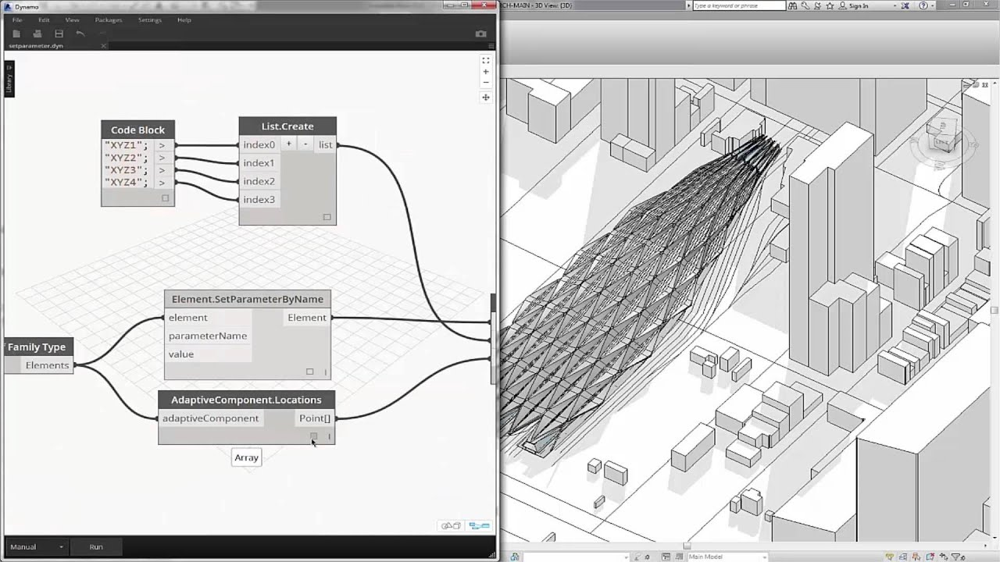 Dynamo
RCH-MAIN - 3D View: {3D}
Type a keyword or phrase
Sign In
File Edit View Packages Settings Help
setparameter.dyn
Library
Code Block
"XYZ1"; >
"XYZ2"; >
"XYZ3"; >
"XYZ4"; >
List.Create
index0 + - list
index1
index2
index3
Element.SetParameterByName
element Element
parameterName
value
Family Type
Elements
AdaptiveComponent.Locations
adaptiveComponent Point[]
Array
Manual Run
:0
Main Model